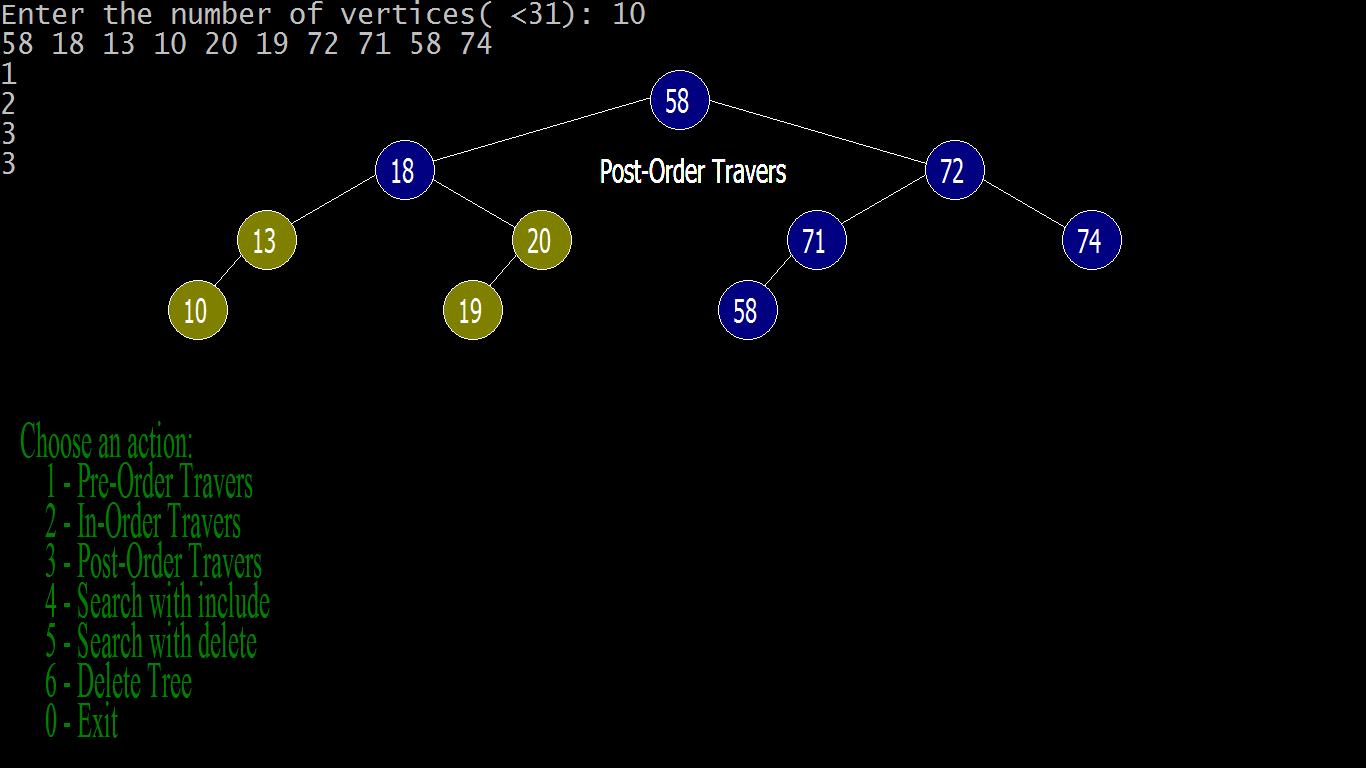 Enter the number of vertices( <31): 10
58 18 13 10 20 19 72 71 58 74
1
2
3
3
58
18
Post-Order Travers
72
13
20
71
74
10
19
58
Choose an action:
1 - Pre-Order Travers
2 - In-Order Travers
3 - Post-Order Travers
4 - Search with include
5 - Search with delete
6 - Delete Tree
0 - Exit